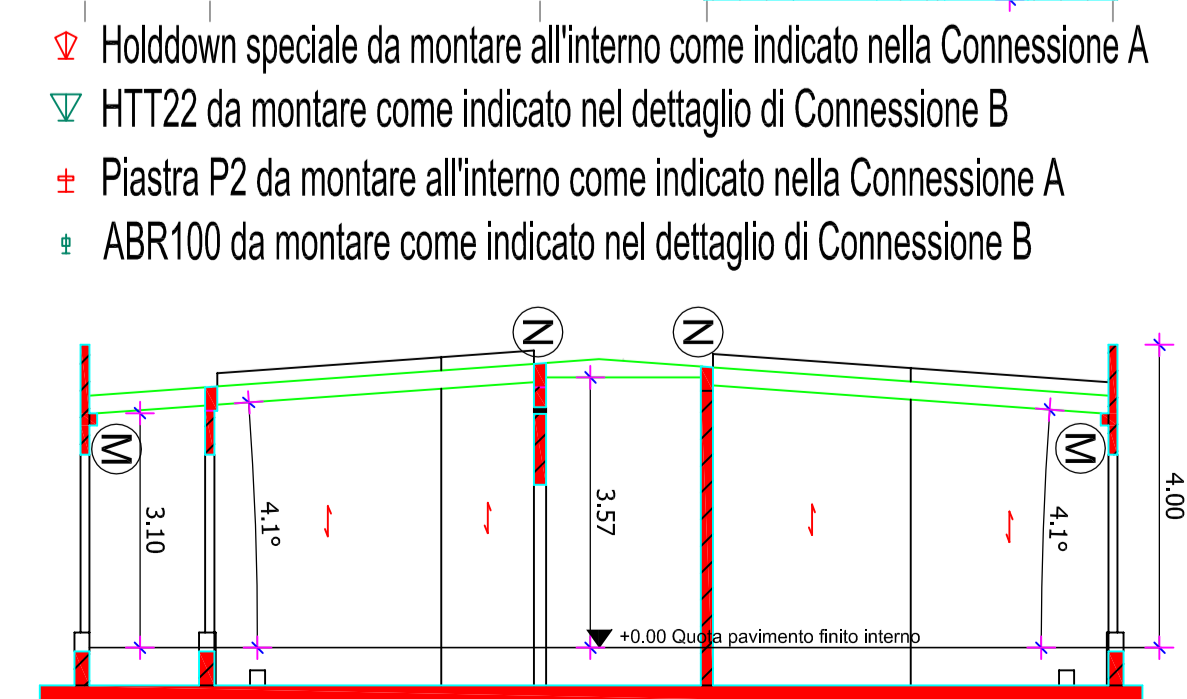 Holddown speciale da montare all'interno come indicato nella Connessione A
HTT22 da montare come indicato nel dettaglio di Connessione B
Piastra P2 da montare all'interno come indicato nella Connessione A
ABR100 da montare come indicato nel dettaglio di Connessione B
N
N
M
M
3.10
4.1°
3.57
4.1°
4.00
+0.00 Quota pavimento finito interno